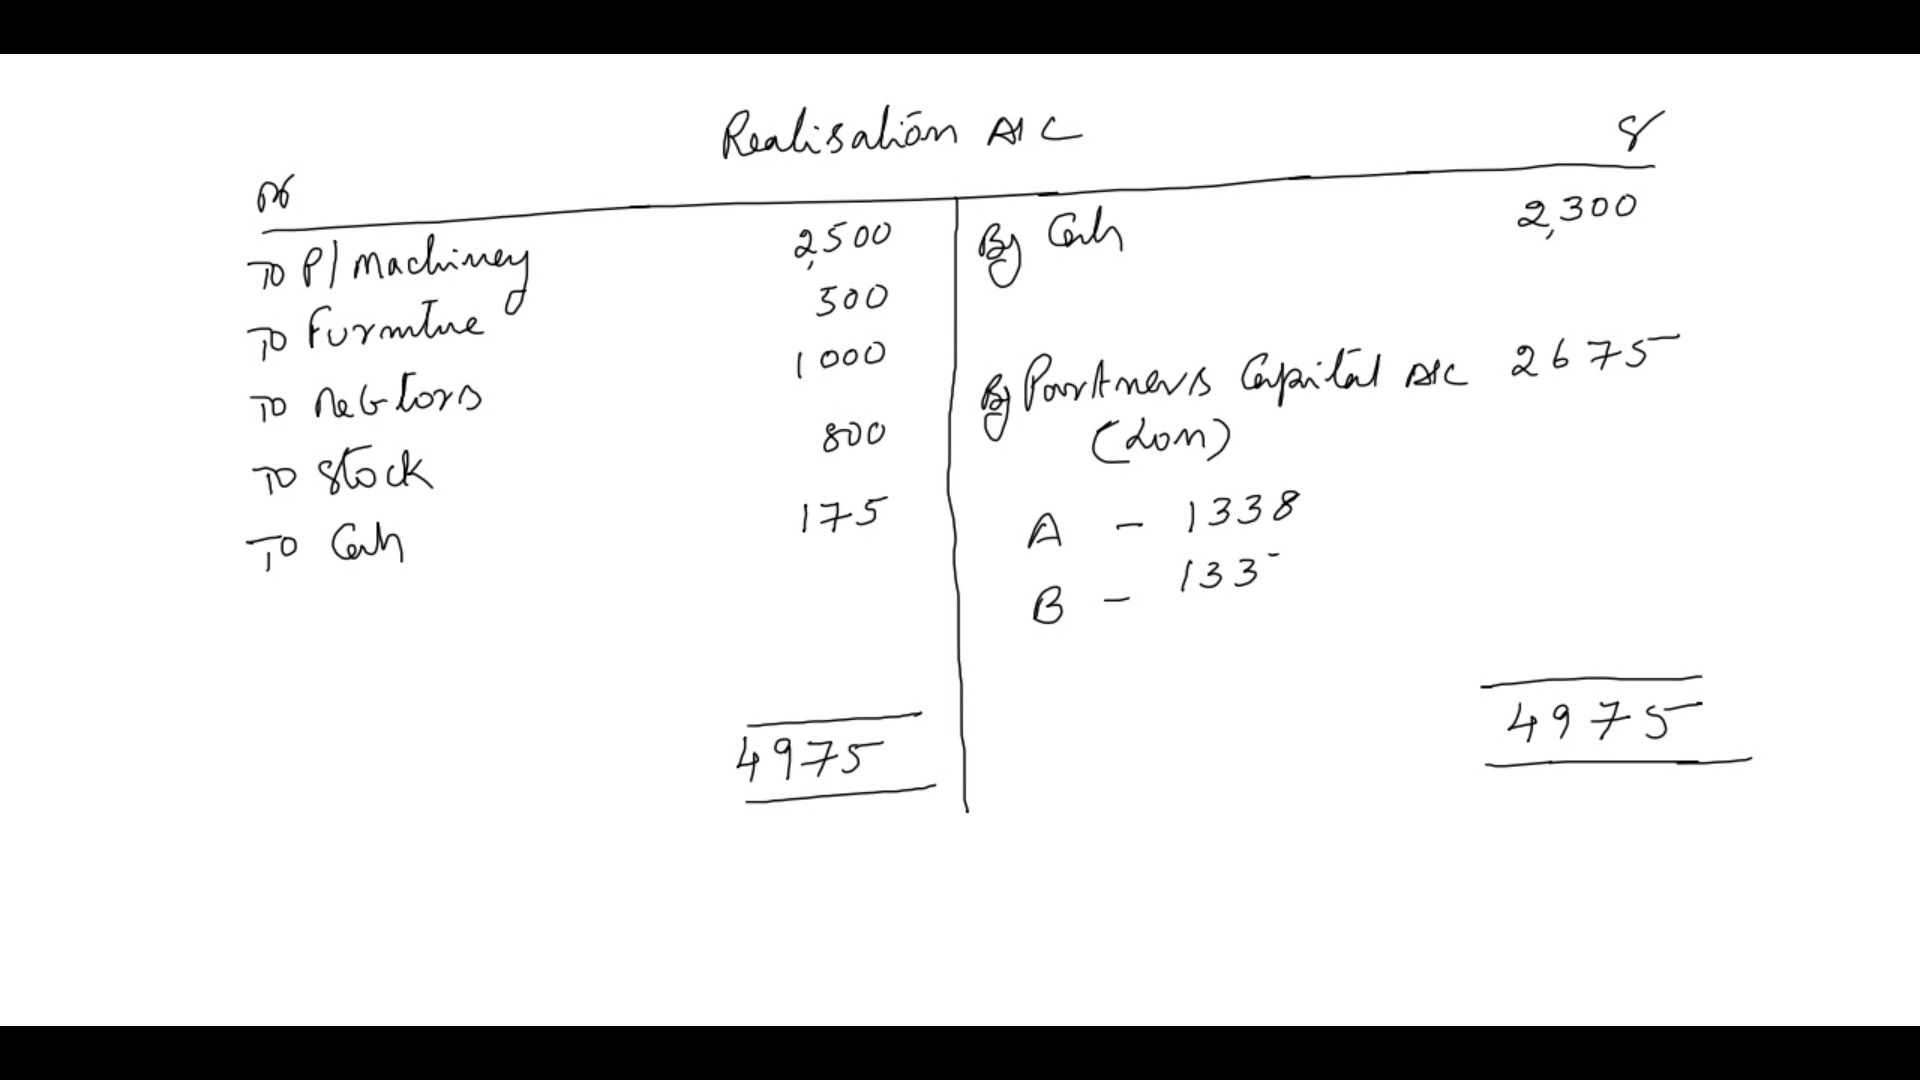 Realisation A/C
Dr Cr
To P/Machinery 2,500 By Cash 2,300
To Furniture 500
To Debtors 1000 By Partners Capital A/C 2675
To Stock 800 (Loss)
To Cash 175 A - 1338
B - 133
4975 4975